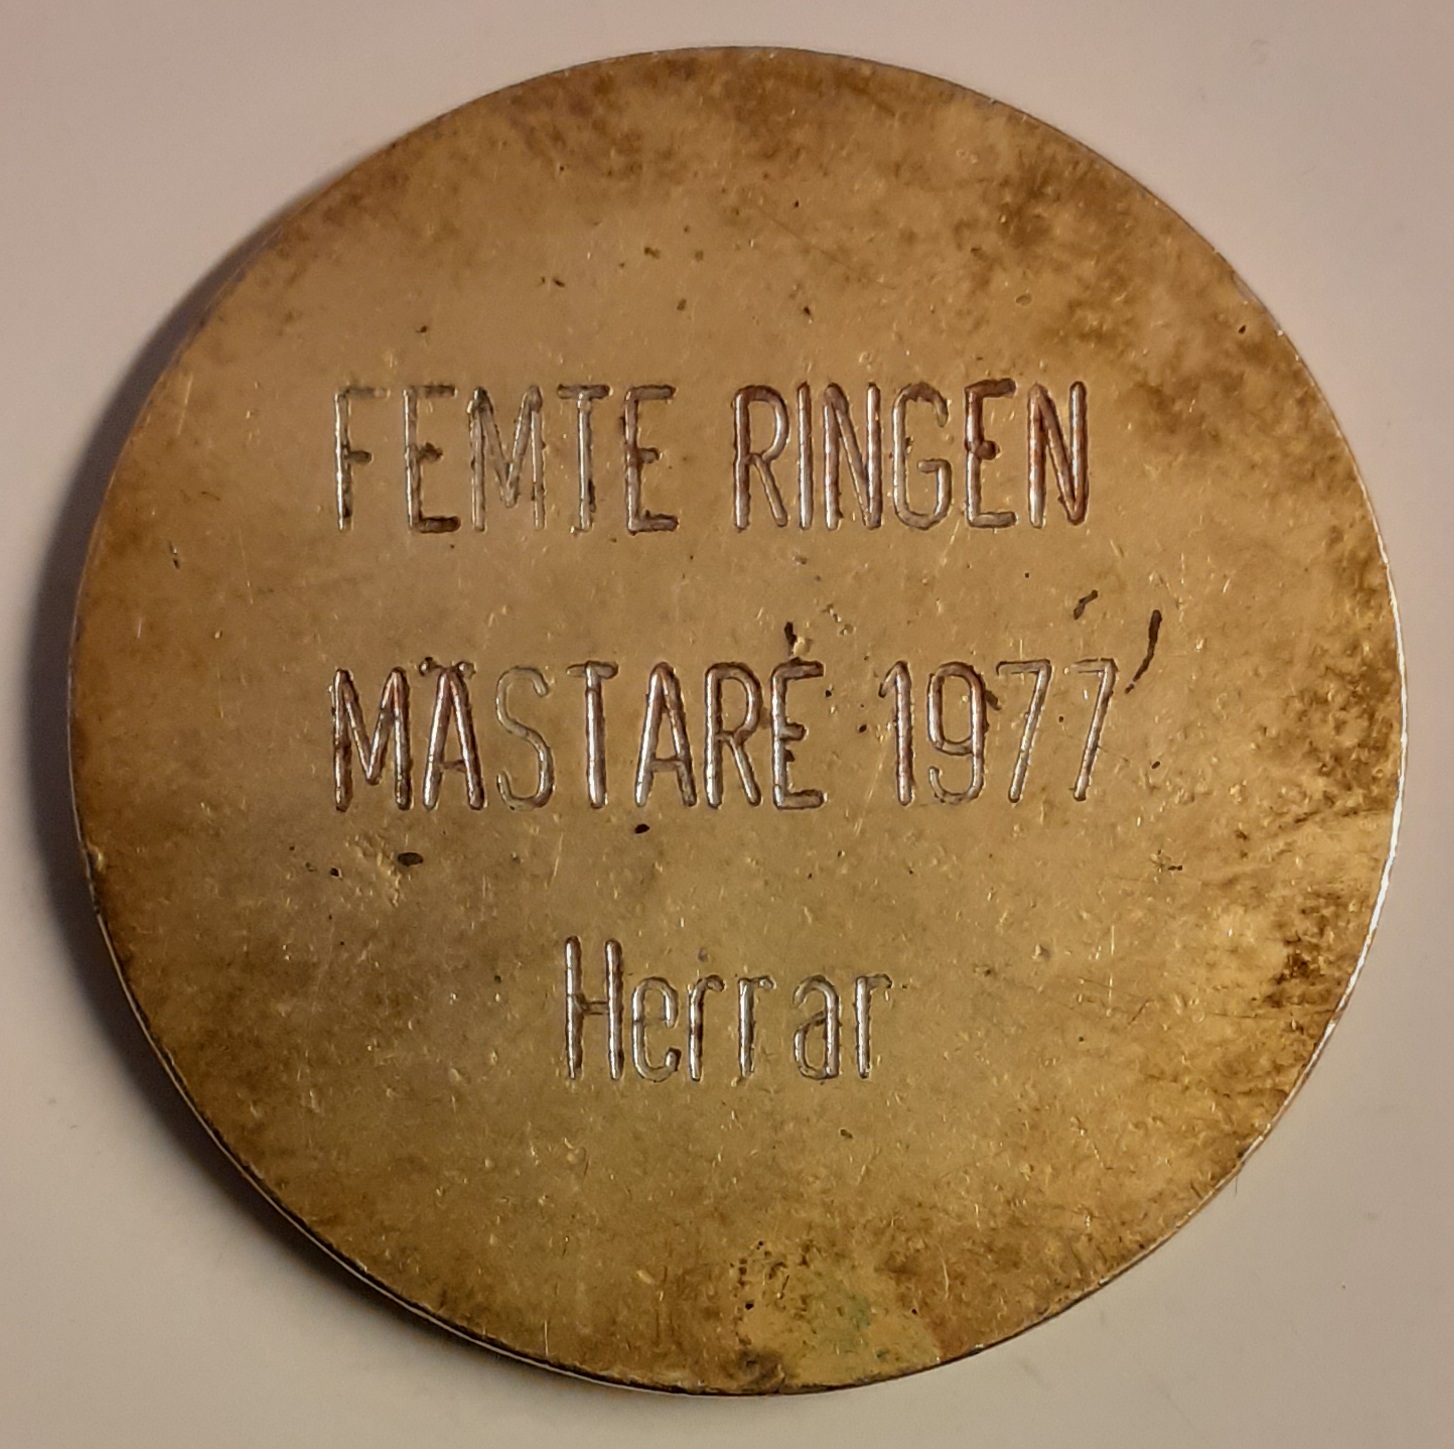 FEMTE RINGEN
MÄSTARE 1977
Herrar